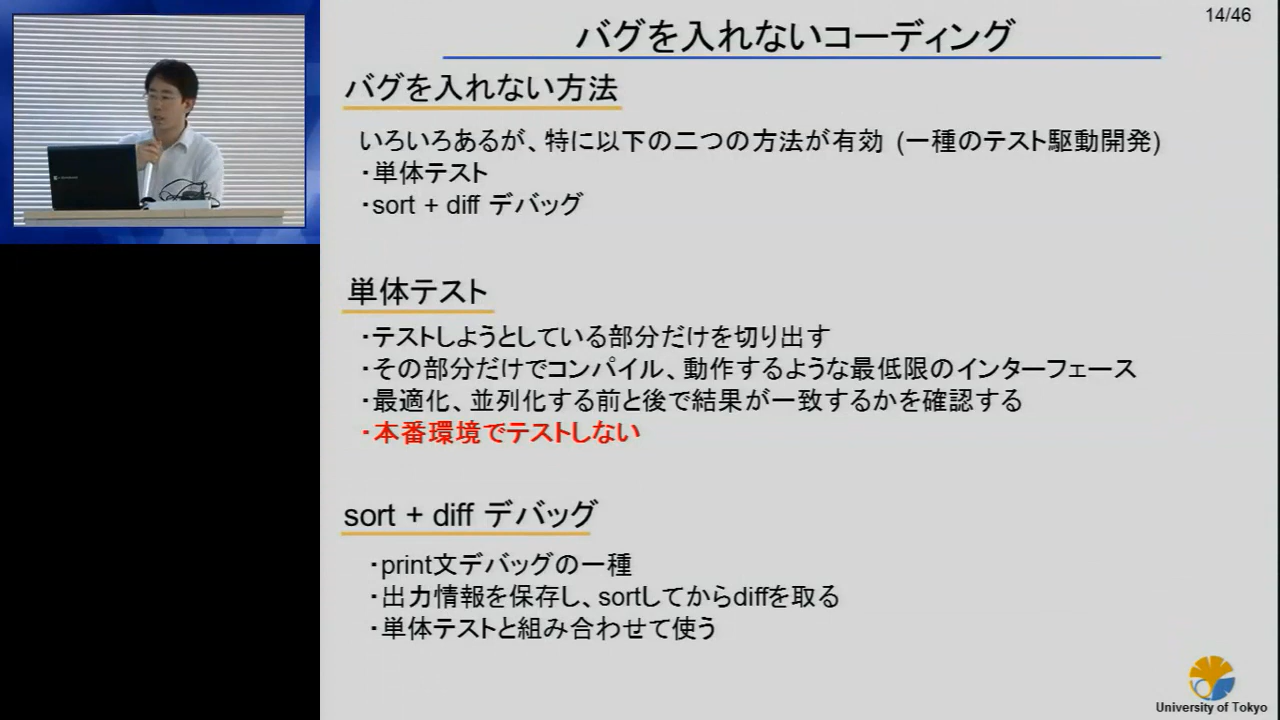 14/46
バグを入れないコーディング
バグを入れない方法
いろいろあるが、特に以下の二つの方法が有効 (一種のテスト駆動開発)
・単体テスト
・sort + diff デバッグ
単体テスト
・テストしようとしている部分だけを切り出す
・その部分だけでコンパイル、動作するような最低限のインターフェース
・最適化、並列化する前と後で結果が一致するかを確認する
・本番環境でテストしない
sort + diff デバッグ
・print文デバッグの一種
・出力情報を保存し、sortしてからdiffを取る
・単体テストと組み合わせて使う
University of Tokyo